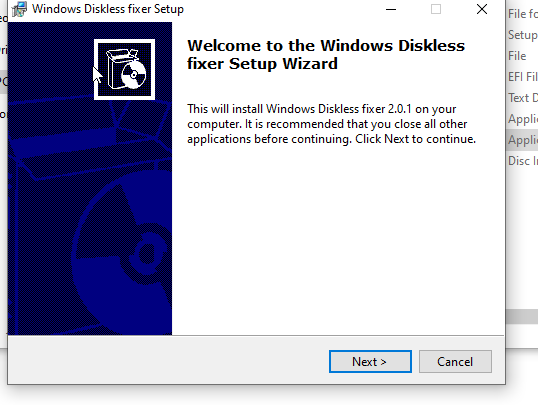 Windows Diskless fixer Setup
Welcome to the Windows Diskless
fixer Setup Wizard
This will install Windows Diskless fixer 2.0.1 on your
computer. It is recommended that you close all other
applications before continuing. Click Next to continue.
Next >
Cancel
File fo
Setup
File
EFI Fil
Text D
Applic
Applic
Disc I